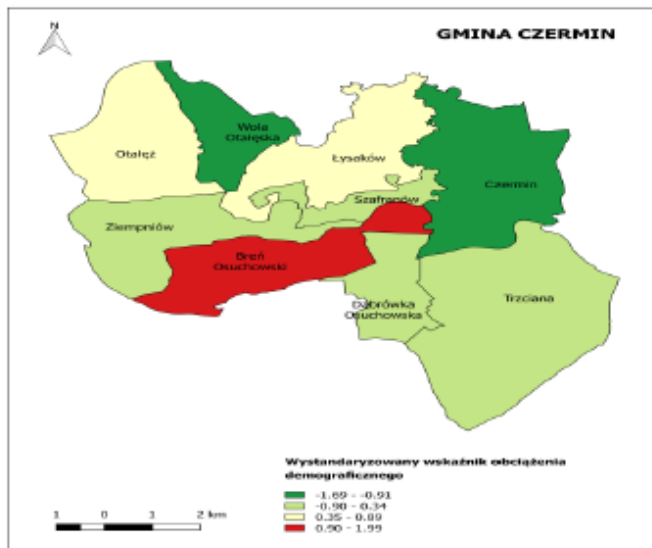 N
GMINA CZERMIN
Wola
Otałęska
Otałęż
Łysaków
Czermin
Szafranów
Ziempniów
Breń
Osuchowski
Dąbrówka
Osuchowska
Trzciana
Wystandaryzowany wskaźnik obciążenia
demograficznego
-1.69 - -0.91
-0.90 - 0.34
0.35 - 0.89
0.90 - 1.99
1 0 1 2 km